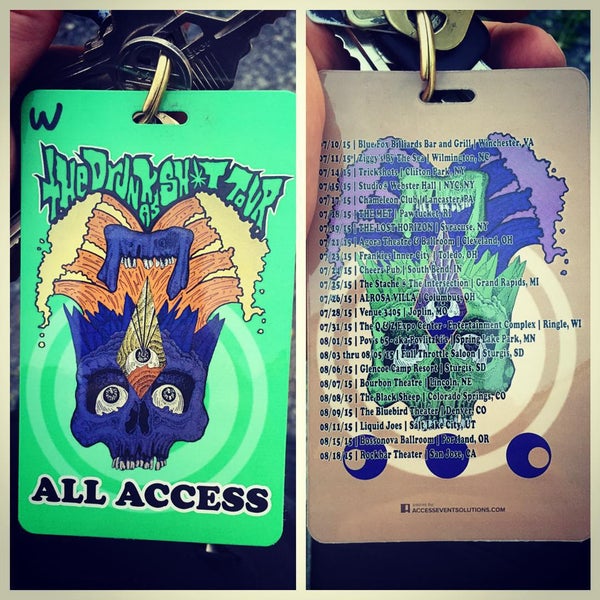 W
THE DRUNK
AS
SH*T TOUR
ALL ACCESS
07/10/15 | Blue Fox Billiards Bar and Grill | Winchester, VA
07/11/15 | Ziggy's By The Sea | Wilmington, NC
07/14/15 | Trickshots | Clifton Park, NY
07/15/15 | Studio@ Webster Hall | NYC, NY
07/17/15 | Chameleon Club | Lancaster, PA
07/18/15 | THE MET | Pawtucket, RI
07/19/15 | THE LOST HORIZON | Syracuse, NY
07/21/15 | Agora Theatre & Ballroom | Cleveland, OH
07/23/15 | Frankies Inner-City | Toledo, OH
Cheers Pub | South Bend, IN
07/25/15 | The Stache @ The Intersection | Grand Rapids, MI
07/26/15 | ALROSA VILLA | Columbus, OH
07/28/15 | Venue 3405 | Joplin, MO
07/31/15 | The Q & Z Expo Center - Entertainment Complex | Ringle, WI
08/01/15 | Pov's 65-aka Povlitzki's | Spring Lake Park, MN
08/03 thru 08/05/15 | Full Throttle Saloon | Sturgis, SD
08/06/15 | Glencoe Camp Resort | Sturgis, SD
08/07/15 | Bourbon Theatre | Lincoln, NE
08/08/15 | The Black Sheep | Colorado Springs, CO
08/09/15 | The Bluebird Theater | Denver, CO
08/11/15 | Liquid Joes | Salt Lake City, UT
08/15/15 | Bossonova Ballroom | Portland, OR
08/18/15 | Rockbar Theater | San Jose, CA
ACCESSEVENTSOLUTIONS.COM